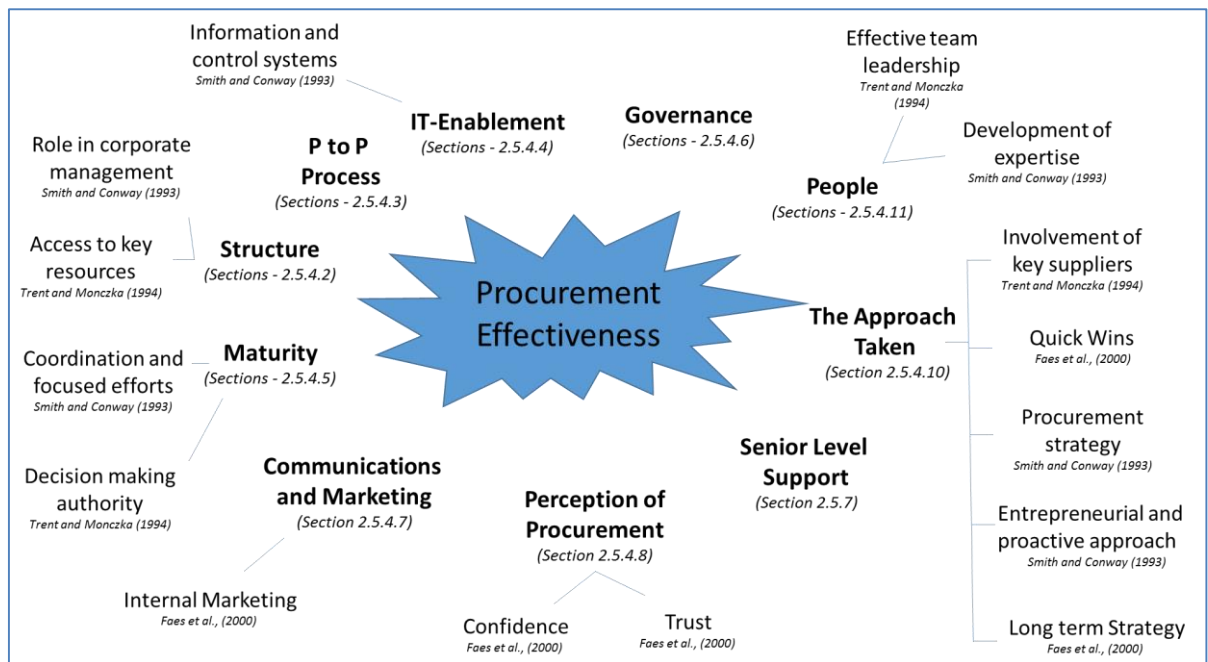 Information and
control systems
Smith and Conway (1993)
IT-Enablement
(Sections - 2.5.4.4)
Governance
(Sections - 2.5.4.6)
Effective team
leadership
Trent and Monczka
(1994)
Development of
expertise
Smith and Conway (1993)
People
(Sections - 2.5.4.11)
Role in corporate
management
Smith and Conway (1993)
P to P
Process
(Sections - 2.5.4.3)
Access to key
resources
Trent and Monczka (1994)
Structure
(Sections - 2.5.4.2)
Procurement
Effectiveness
Involvement of
key suppliers
Trent and Monczka (1994)
The Approach
Taken
(Section 2.5.4.10)
Quick Wins
Faes et al., (2000)
Coordination and
focused efforts
Smith and Conway (1993)
Maturity
(Sections - 2.5.4.5)
Procurement
strategy
Smith and Conway (1993)
Decision making
authority
Trent and Monczka (1994)
Communications
and Marketing
(Section 2.5.4.7)
Perception of
Procurement
(Section 2.5.4.8)
Senior Level
Support
(Section 2.5.7)
Entrepreneurial and
proactive approach
Smith and Conway (1993)
Internal Marketing
Faes et al., (2000)
Confidence
Faes et al., (2000)
Trust
Faes et al., (2000)
Long term Strategy
Faes et al., (2000)